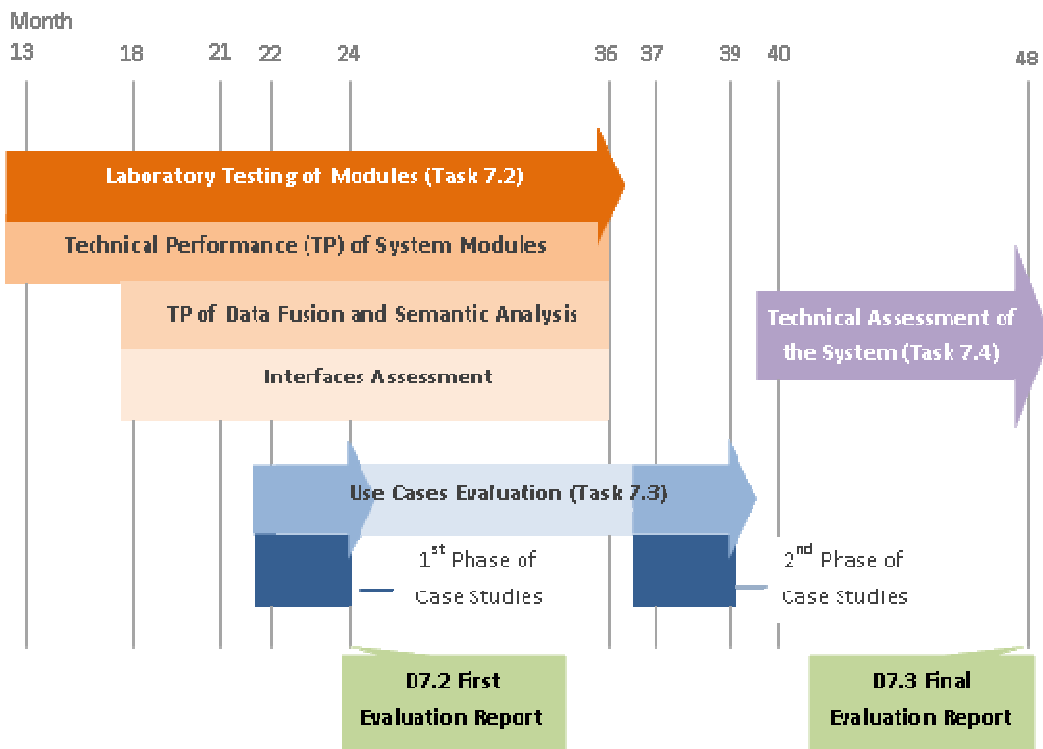 Month
13 18 21 22 24 36 37 39 40 48
Laboratory Testing of Modules (Task 7.2)
Technical Performance (TP) of System Modules
TP of Data Fusion and Semantic Analysis
Technical Assessment of
the System (Task 7.4)
Interfaces Assessment
Use Cases Evaluation (Task 7.3)
1st Phase of
Case Studies
2nd Phase of
Case Studies
D7.2 First
Evaluation Report
D7.3 Final
Evaluation Report